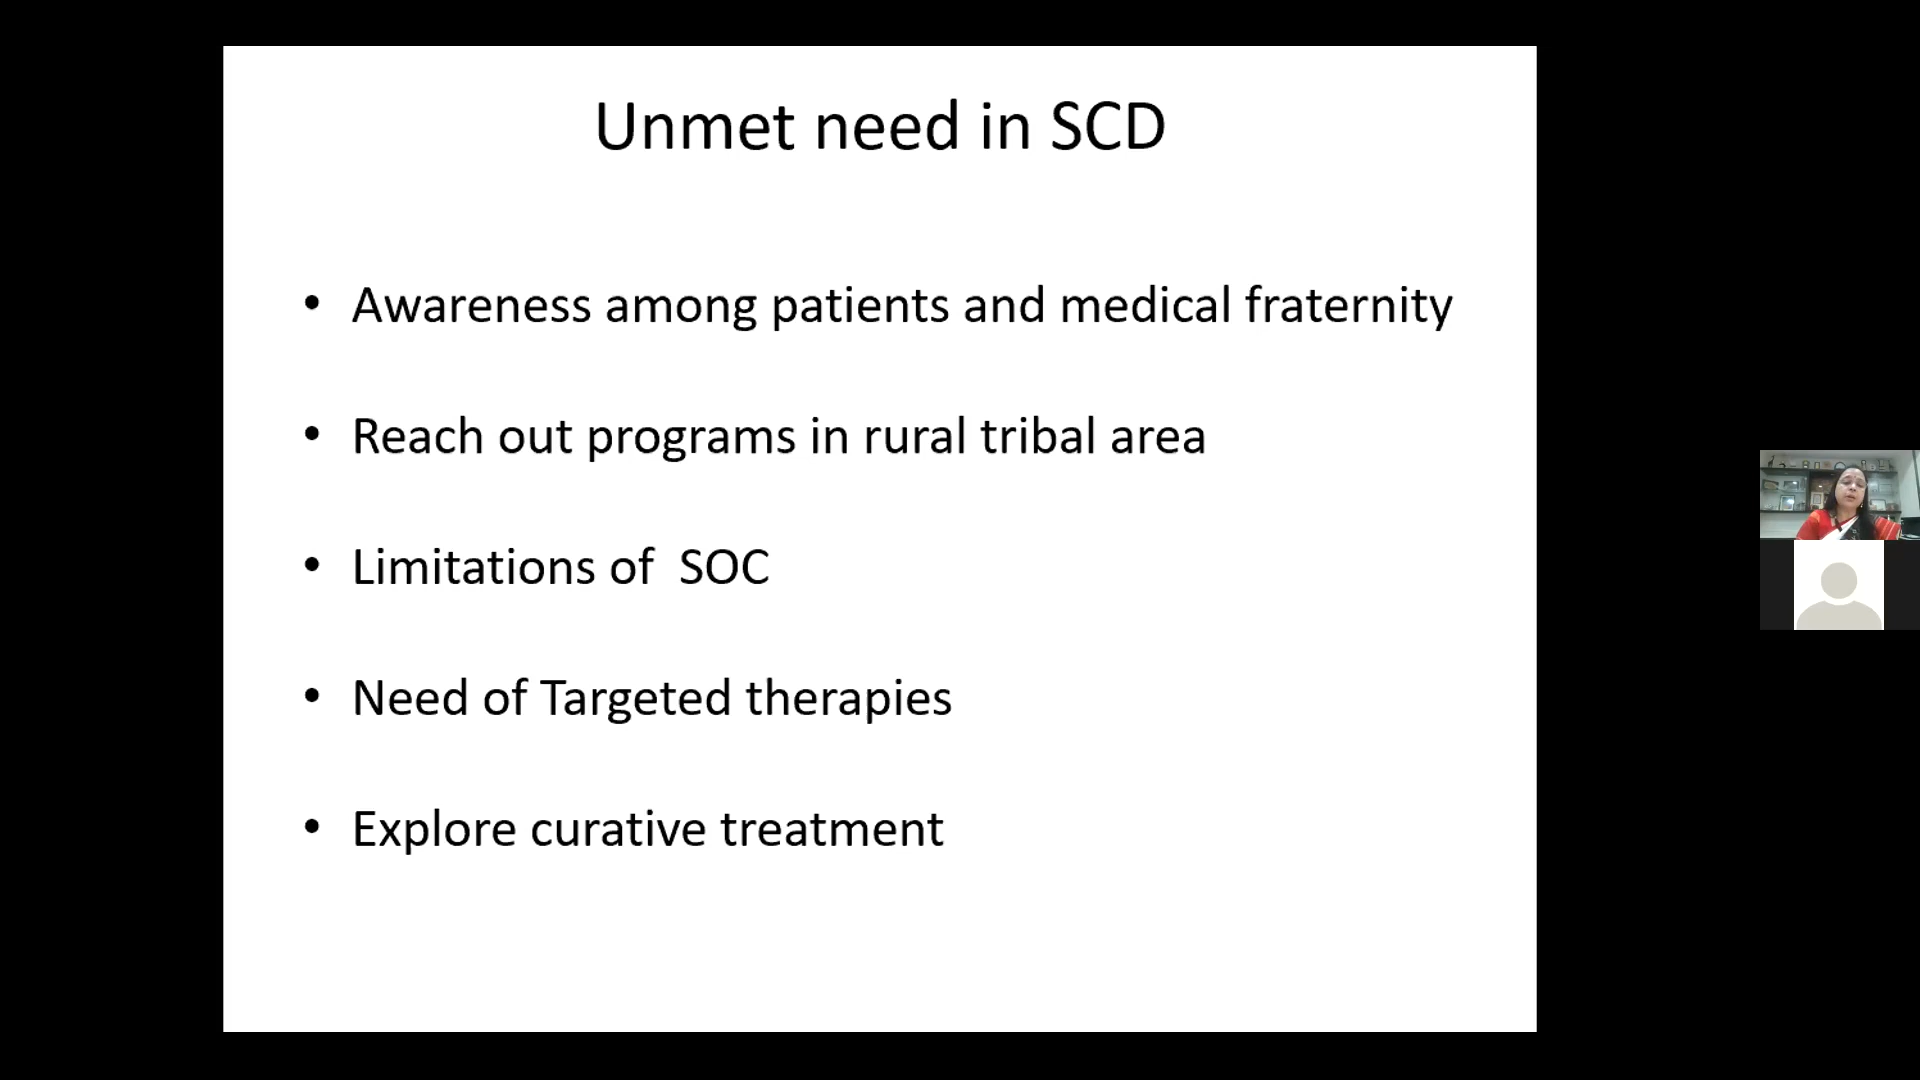 Unmet need in SCD
• Awareness among patients and medical fraternity
• Reach out programs in rural tribal area
• Limitations of  SOC
• Need of Targeted therapies
• Explore curative treatment